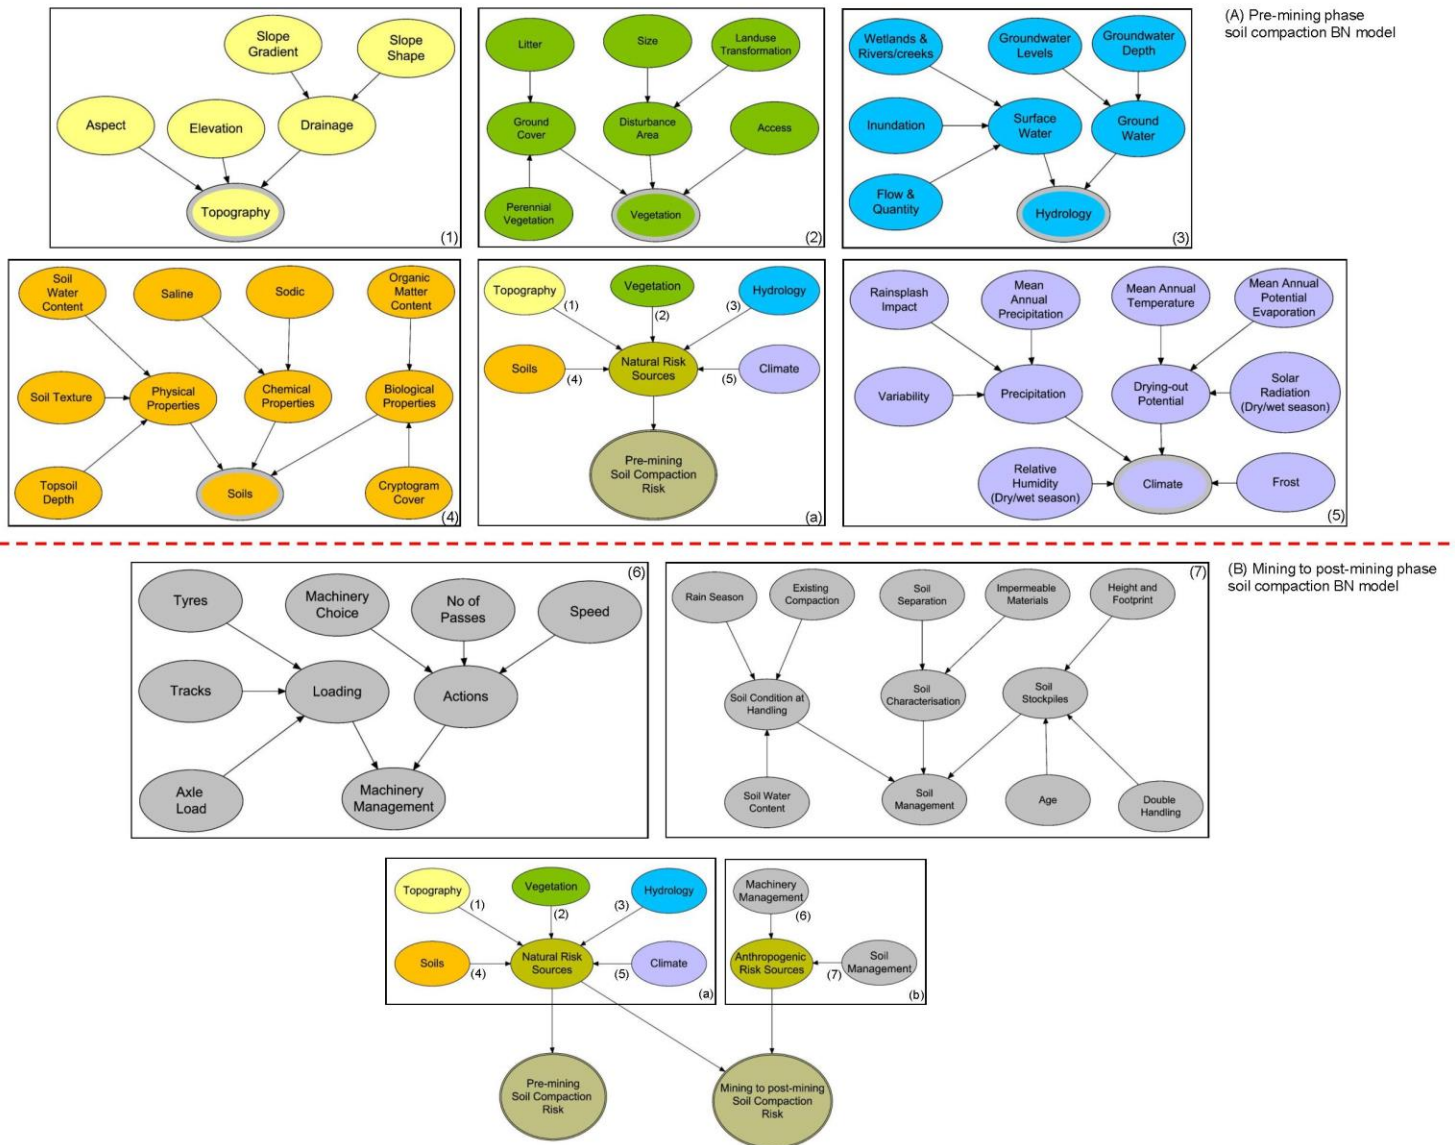 (A) Pre-mining phase
soil compaction BN model
Slope
Gradient
Slope
Shape
Aspect
Elevation
Drainage
Topography
(1)
Litter
Size
Landuse
Transformation
Ground
Cover
Disturbance
Area
Access
Perennial
Vegetation
Vegetation
(2)
Wetlands &
Rivers/creeks
Groundwater
Levels
Groundwater
Depth
Inundation
Surface
Water
Ground
Water
Flow &
Quantity
Hydrology
(3)
Soil
Water
Content
Saline
Sodic
Organic
Matter
Content
Soil Texture
Physical
Properties
Chemical
Properties
Biological
Properties
Topsoil
Depth
Soils
Cryptogram
Cover
(4)
Topography
Vegetation
Hydrology
(1)
(2)
(3)
Soils
(4)
Natural Risk
Sources
(5)
Climate
Pre-mining
Soil Compaction
Risk
(a)
Rainsplash
Impact
Mean
Annual
Precipitation
Mean Annual
Temperature
Mean Annual
Potential
Evaporation
Variability
Precipitation
Drying-out
Potential
Solar
Radiation
(Dry/wet season)
Relative
Humidity
(Dry/wet season)
Climate
Frost
(5)
(B) Mining to post-mining phase
soil compaction BN model
(6)
Tyres
Machinery
Choice
No of
Passes
Speed
Tracks
Loading
Actions
Axle
Load
Machinery
Management
(7)
Rain Season
Existing
Compaction
Soil
Separation
Impermeable
Materials
Height and
Footprint
Soil Condition at
Handling
Soil
Characterisation
Soil
Stockpiles
Soil Water
Content
Soil
Management
Age
Double
Handling
Topography
Vegetation
Hydrology
(1)
(2)
(3)
Soils
(4)
Natural Risk
Sources
(5)
Climate
(a)
Machinery
Management
(6)
Anthropogenic
Risk Sources
(7)
Soil
Management
(b)
Pre-mining
Soil Compaction
Risk
Mining to post-mining
Soil Compaction
Risk